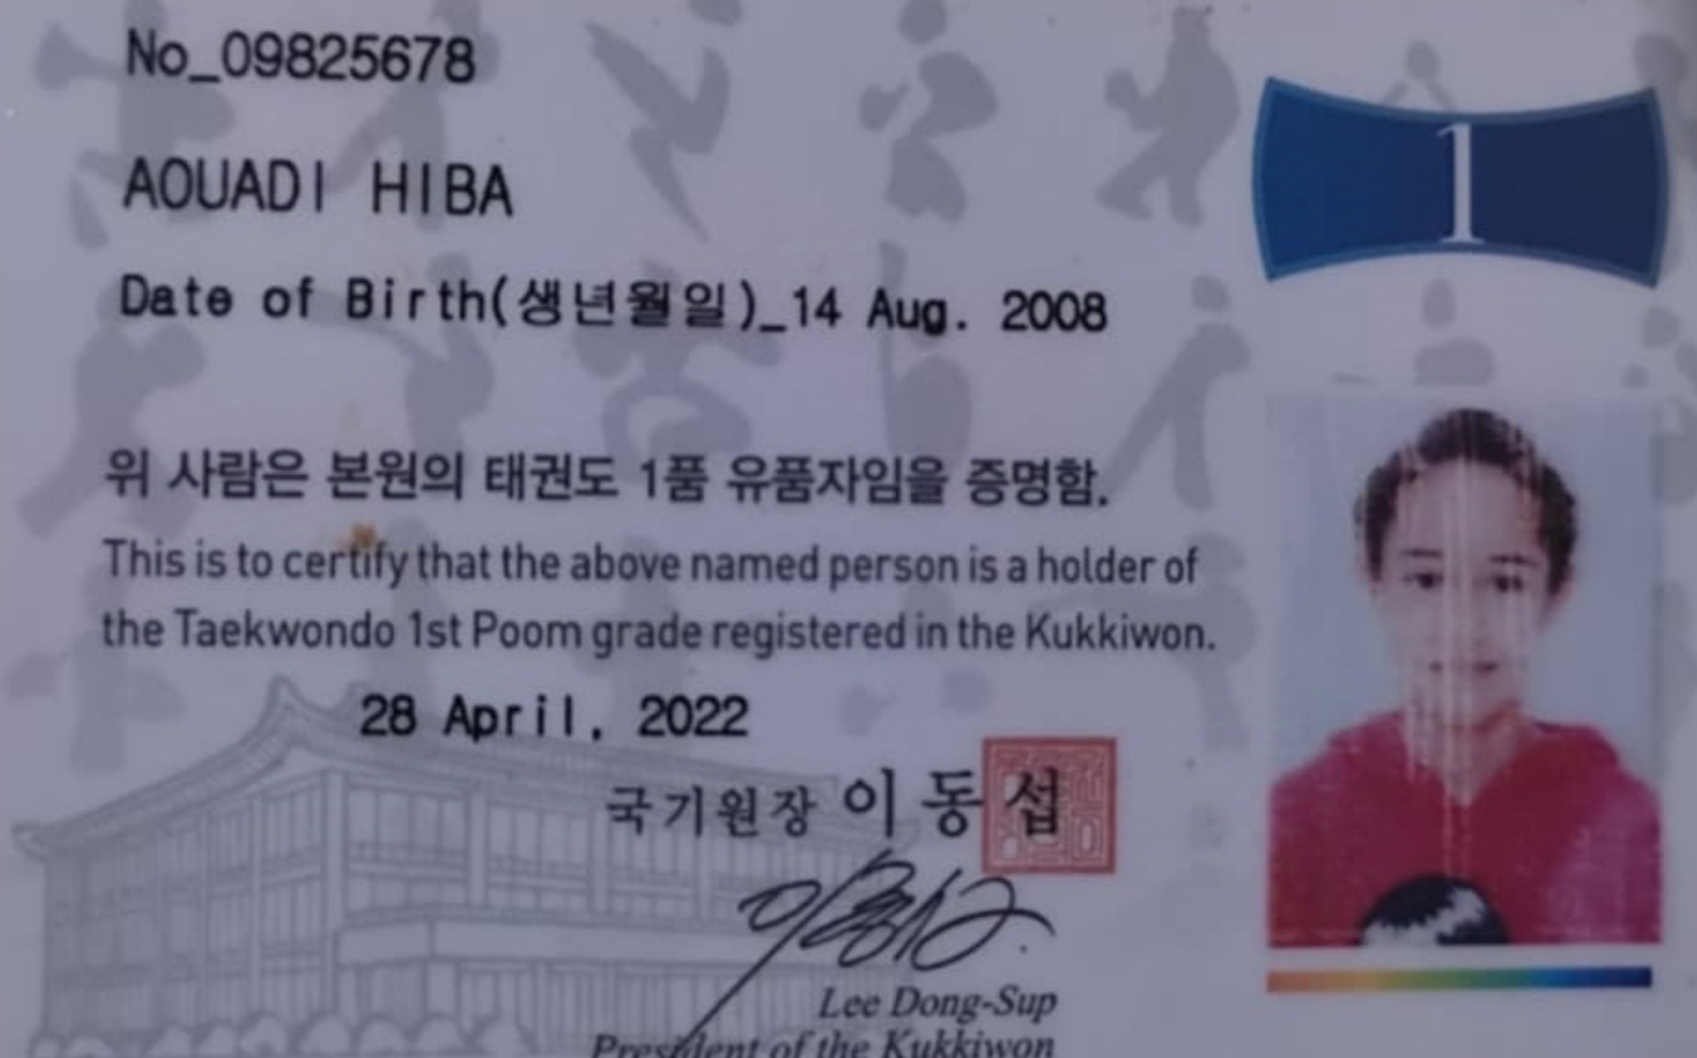 No_09825678
1
AOUADI HIBA
Date of Birth(생년월일)_14 Aug. 2008
위 사람은 본원의 태권도 1품 유품자임을 증명함.
This is to certify that the above named person is a holder of
the Taekwondo 1st Poom grade registered in the Kukkiwon.
28 April, 2022
국기원장 이동섭
Lee Dong-Sup
President of the Kukkiwon